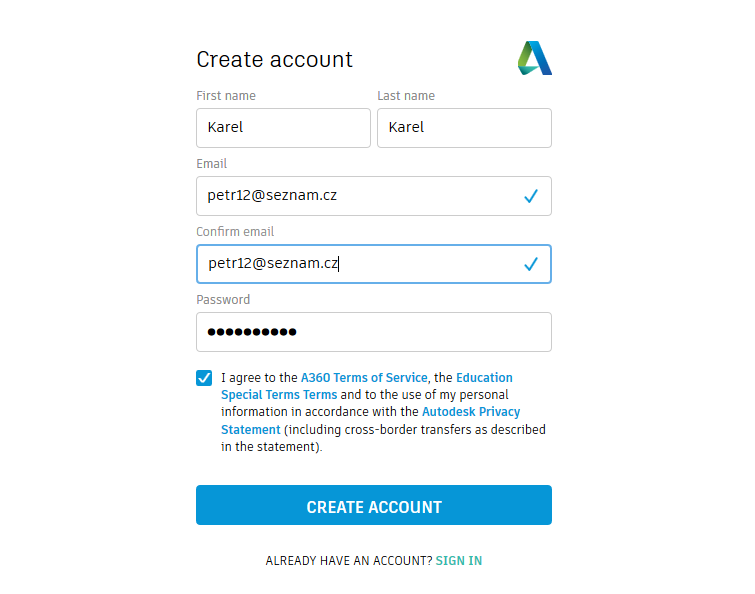 Create account
First name Last name
Karel Karel
Email
petr12@seznam.cz
Confirm email
petr12@seznam.cz
Password
●●●●●●●●●●
I agree to the A360 Terms of Service, the Education
Special Terms Terms and to the use of my personal
information in accordance with the Autodesk Privacy
Statement (including cross-border transfers as described
in the statement).
CREATE ACCOUNT
ALREADY HAVE AN ACCOUNT? SIGN IN